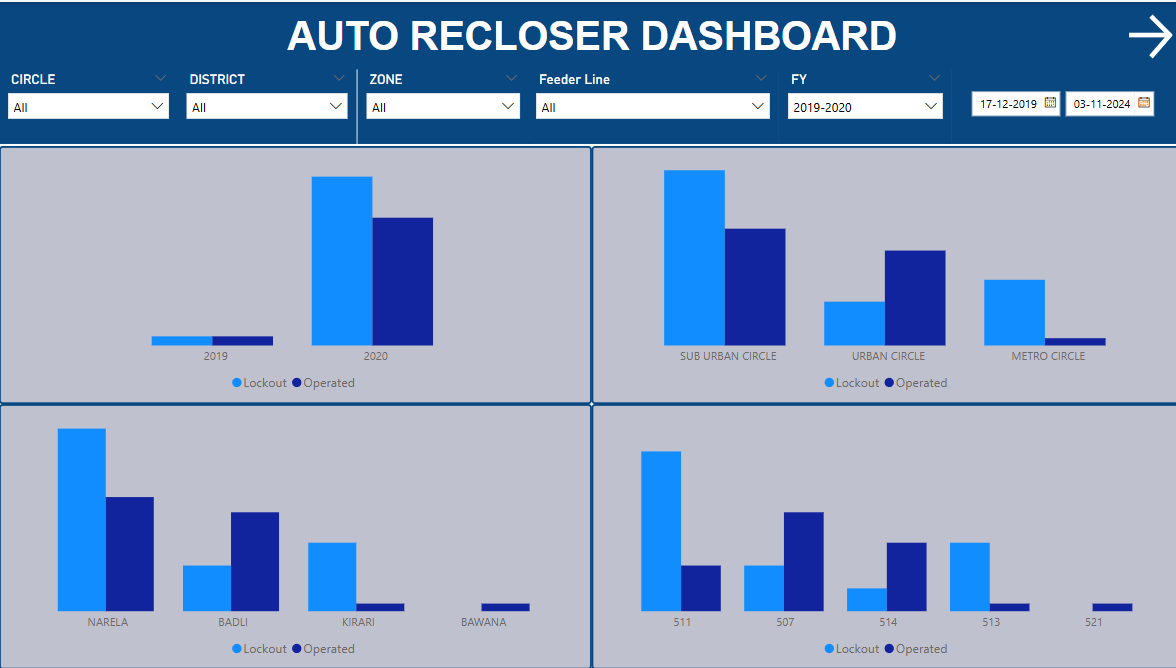 AUTO RECLOSER DASHBOARD
CIRCLE DISTRICT ZONE Feeder Line FY
All All All All 2019-2020 17-12-2019 03-11-2024
2019 2020
Lockout Operated
SUB URBAN CIRCLE URBAN CIRCLE METRO CIRCLE
Lockout Operated
NARELA BADLI KIRARI BAWANA
Lockout Operated
511 507 514 513 521
Lockout Operated